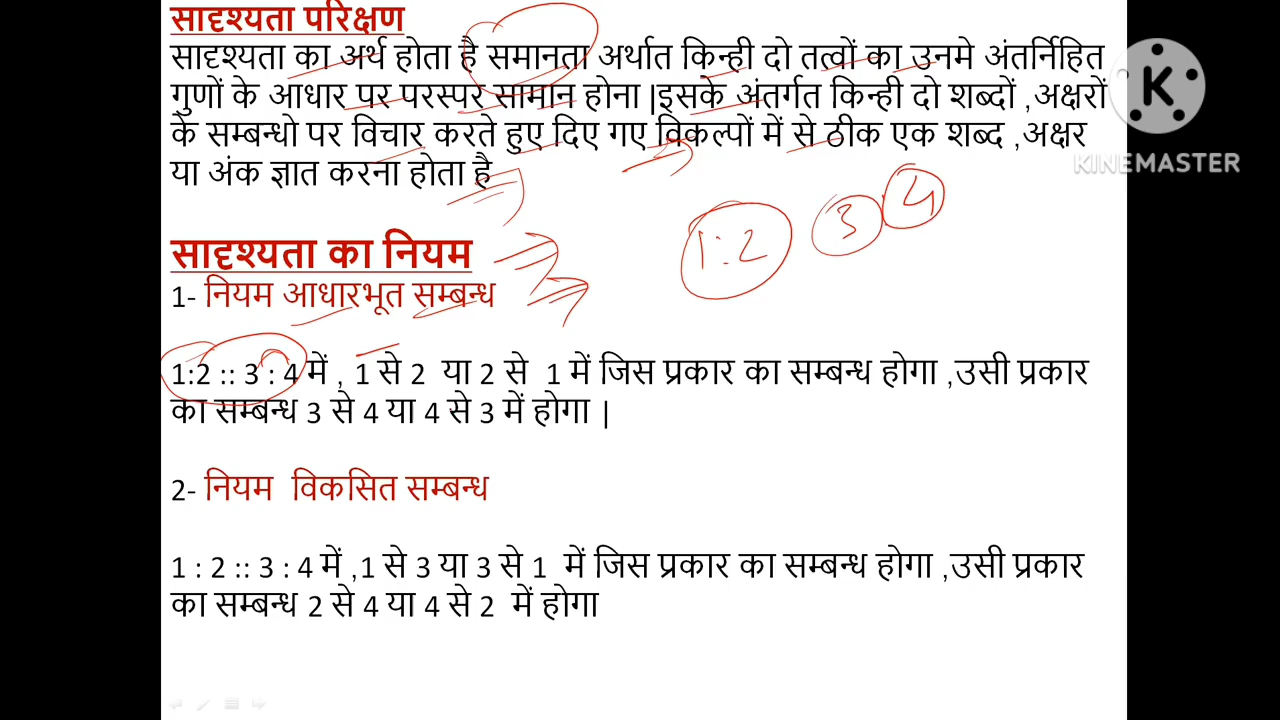 सादृश्यता परिक्षण
सादृश्यता का अर्थ होता है समानता अर्थात किन्ही दो तत्वों का उनमे अंतर्निहित
गुणों के आधार पर परस्पर सामान होना |इसके अंतर्गत किन्ही दो शब्दों ,अक्षरों
के सम्बन्धो पर विचार करते हुए दिए गए विकल्पों में से ठीक एक शब्द ,अक्षर
या अंक ज्ञात करना होता है
K
KINEMASTER
1:2 3 4
सादृश्यता का नियम
1- नियम आधारभूत सम्बन्ध
1:2 :: 3 : 4 में , 1 से 2 या 2 से 1 में जिस प्रकार का सम्बन्ध होगा ,उसी प्रकार
का सम्बन्ध 3 से 4 या 4 से 3 में होगा |
2- नियम विकसित सम्बन्ध
1 : 2 :: 3 : 4 में ,1 से 3 या 3 से 1 में जिस प्रकार का सम्बन्ध होगा ,उसी प्रकार
का सम्बन्ध 2 से 4 या 4 से 2 में होगा